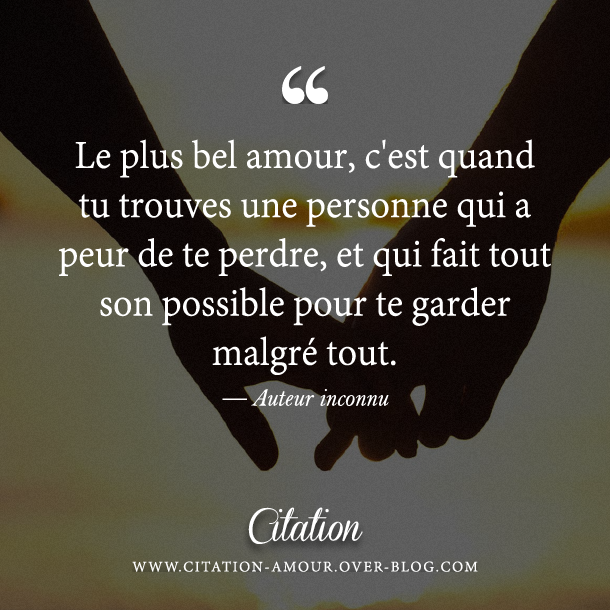 “
Le plus bel amour, c'est quand
tu trouves une personne qui a
peur de te perdre, et qui fait tout
son possible pour te garder
malgré tout.
— Auteur inconnu
Citation
WWW.CITATION-AMOUR.OVER-BLOG.COM